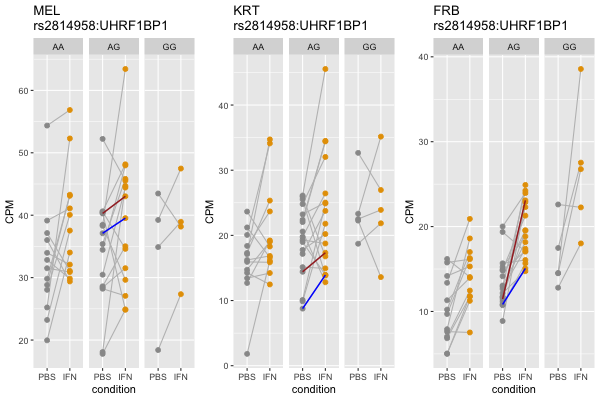 MEL
rs2814958:UHRF1BP1
AA AG GG
60
50
40
30
20
CPM
PBS IFN PBS IFN PBS IFN
condition
KRT
rs2814958:UHRF1BP1
AA AG GG
40
30
20
10
0
CPM
PBS IFN PBS IFN PBS IFN
condition
FRB
rs2814958:UHRF1BP1
AA AG GG
40
30
20
10
CPM
PBS IFN PBS IFN PBS IFN
condition